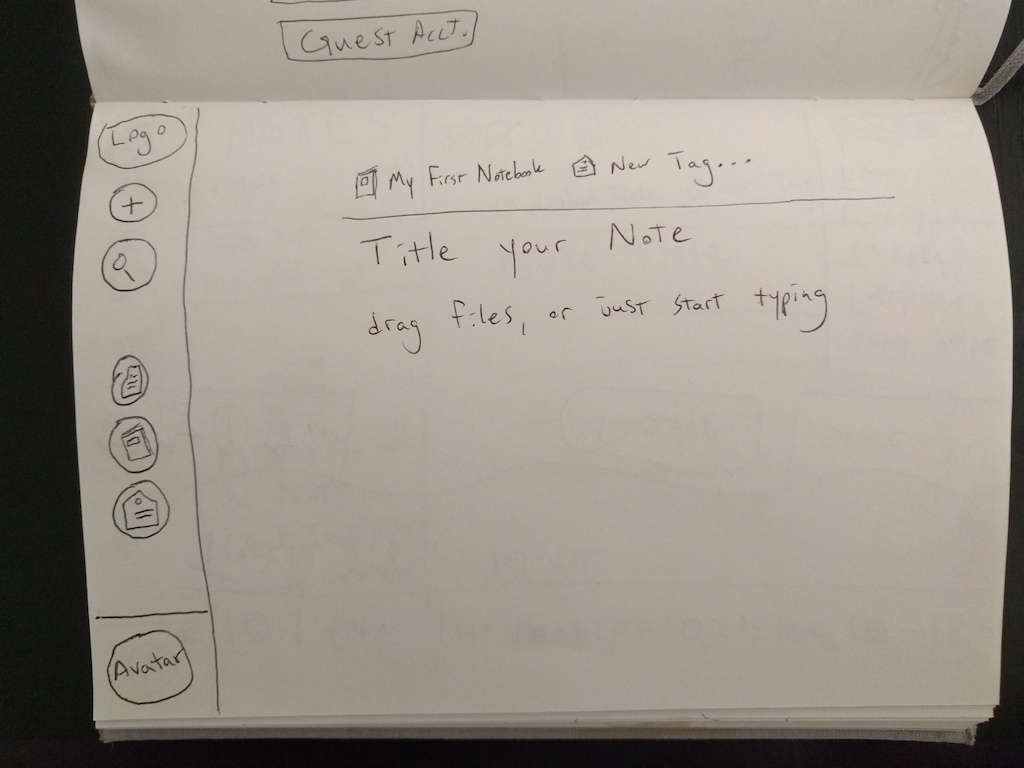 Guest Acct.
Logo
+
My First Notebook New Tag...
Title your Note
drag files, or just start typing
Avatar